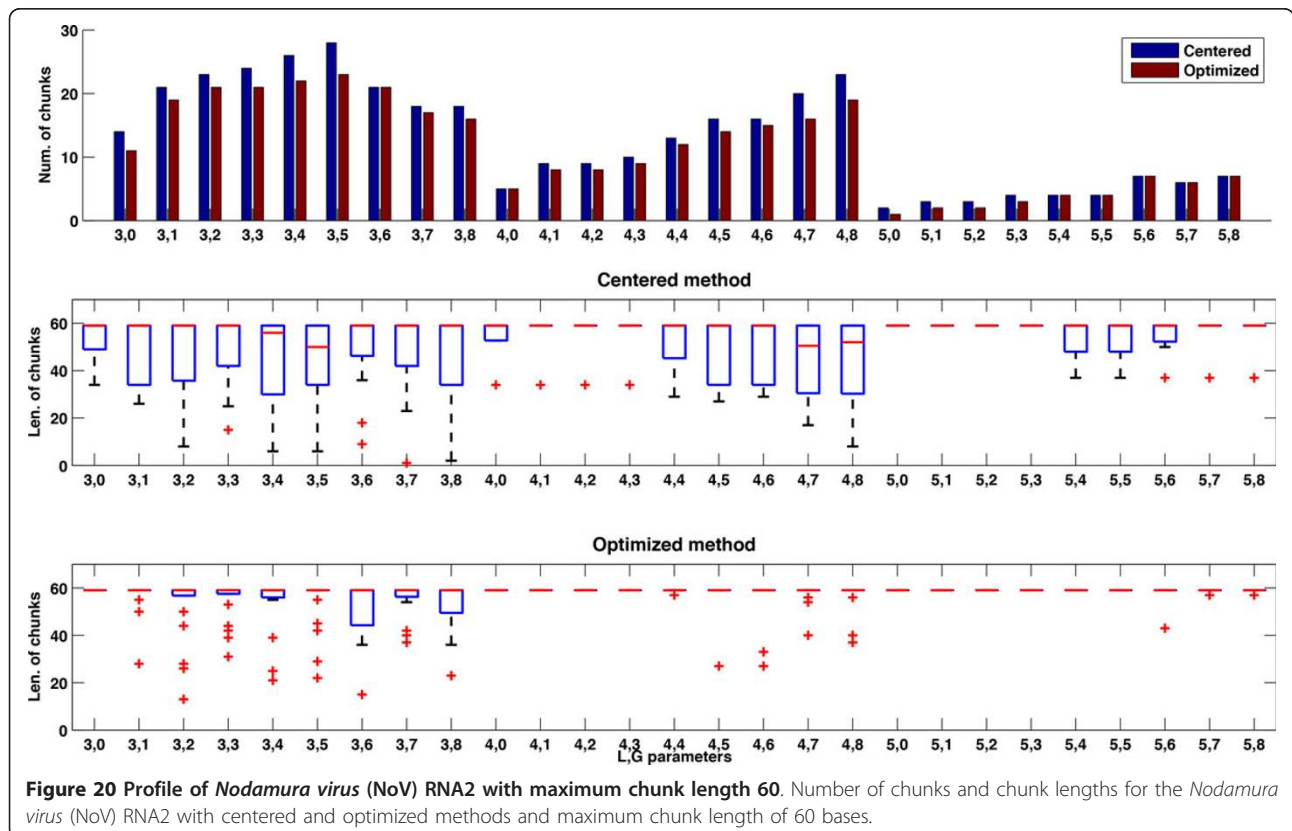 30
20
10
0
Num. of chunks
Centered
Optimized
3,0 3,1 3,2 3,3 3,4 3,5 3,6 3,7 3,8 4,0 4,1 4,2 4,3 4,4 4,5 4,6 4,7 4,8 5,0 5,1 5,2 5,3 5,4 5,5 5,6 5,7 5,8
Centered method
60
40
20
0
Len. of chunks
3,0 3,1 3,2 3,3 3,4 3,5 3,6 3,7 3,8 4,0 4,1 4,2 4,3 4,4 4,5 4,6 4,7 4,8 5,0 5,1 5,2 5,3 5,4 5,5 5,6 5,7 5,8
Optimized method
60
40
20
0
Len. of chunks
3,0 3,1 3,2 3,3 3,4 3,5 3,6 3,7 3,8 4,0 4,1 4,2 4,3 4,4 4,5 4,6 4,7 4,8 5,0 5,1 5,2 5,3 5,4 5,5 5,6 5,7 5,8
L,G parameters
Figure 20 Profile of Nodamura virus (NoV) RNA2 with maximum chunk length 60. Number of chunks and chunk lengths for the Nodamura
virus (NoV) RNA2 with centered and optimized methods and maximum chunk length of 60 bases.